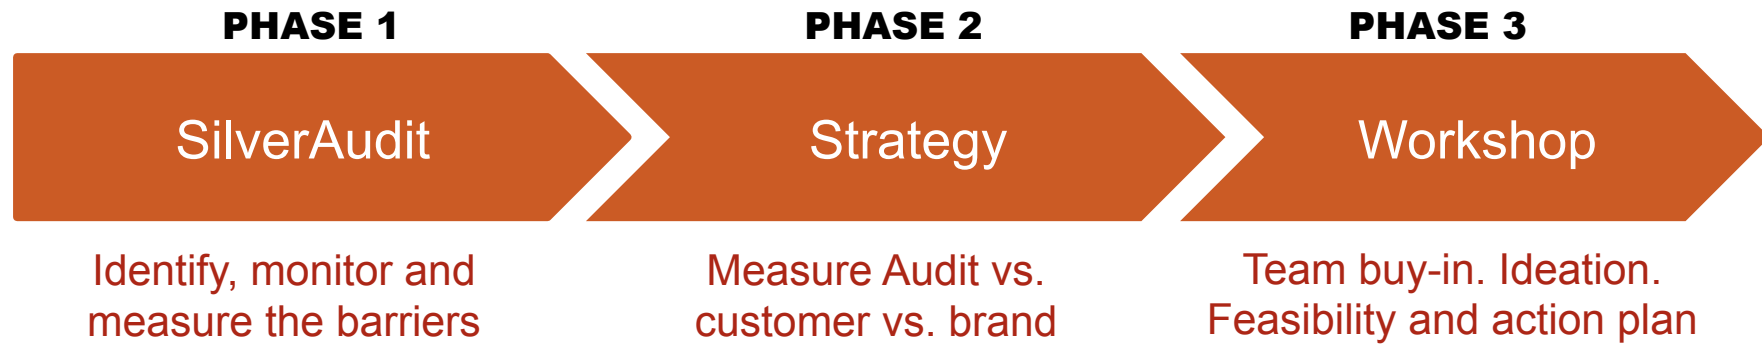 PHASE 1
PHASE 2
PHASE 3
SilverAudit
Strategy
Workshop
Identify, monitor and
measure the barriers
Measure Audit vs.
customer vs. brand
Team buy-in. Ideation.
Feasibility and action plan